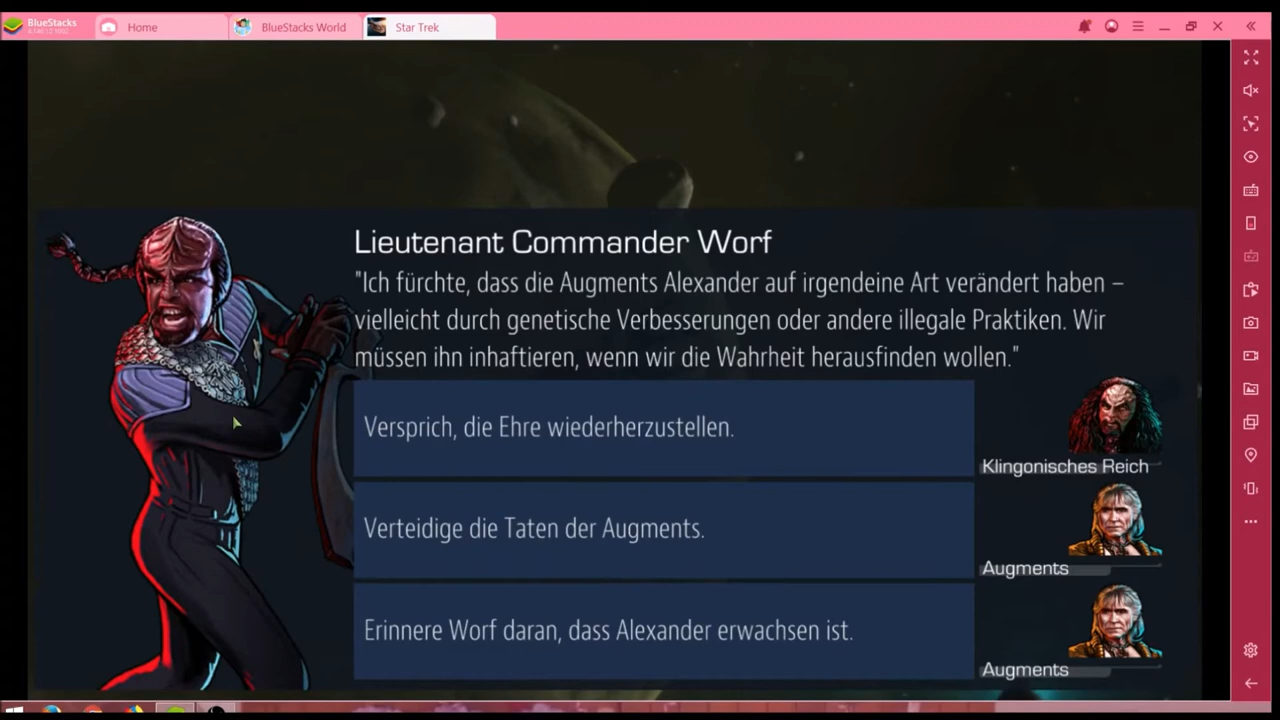 BlueStacks
Home
BlueStacks World
Star Trek
Lieutenant Commander Worf
"Ich fürchte, dass die Augments Alexander auf irgendeine Art verändert haben –
vielleicht durch genetische Verbesserungen oder andere illegale Praktiken. Wir
müssen ihn inhaftieren, wenn wir die Wahrheit herausfinden wollen."
Versprich, die Ehre wiederherzustellen.
Klingonisches Reich
Verteidige die Taten der Augments.
Augments
Erinnere Worf daran, dass Alexander erwachsen ist.
Augments